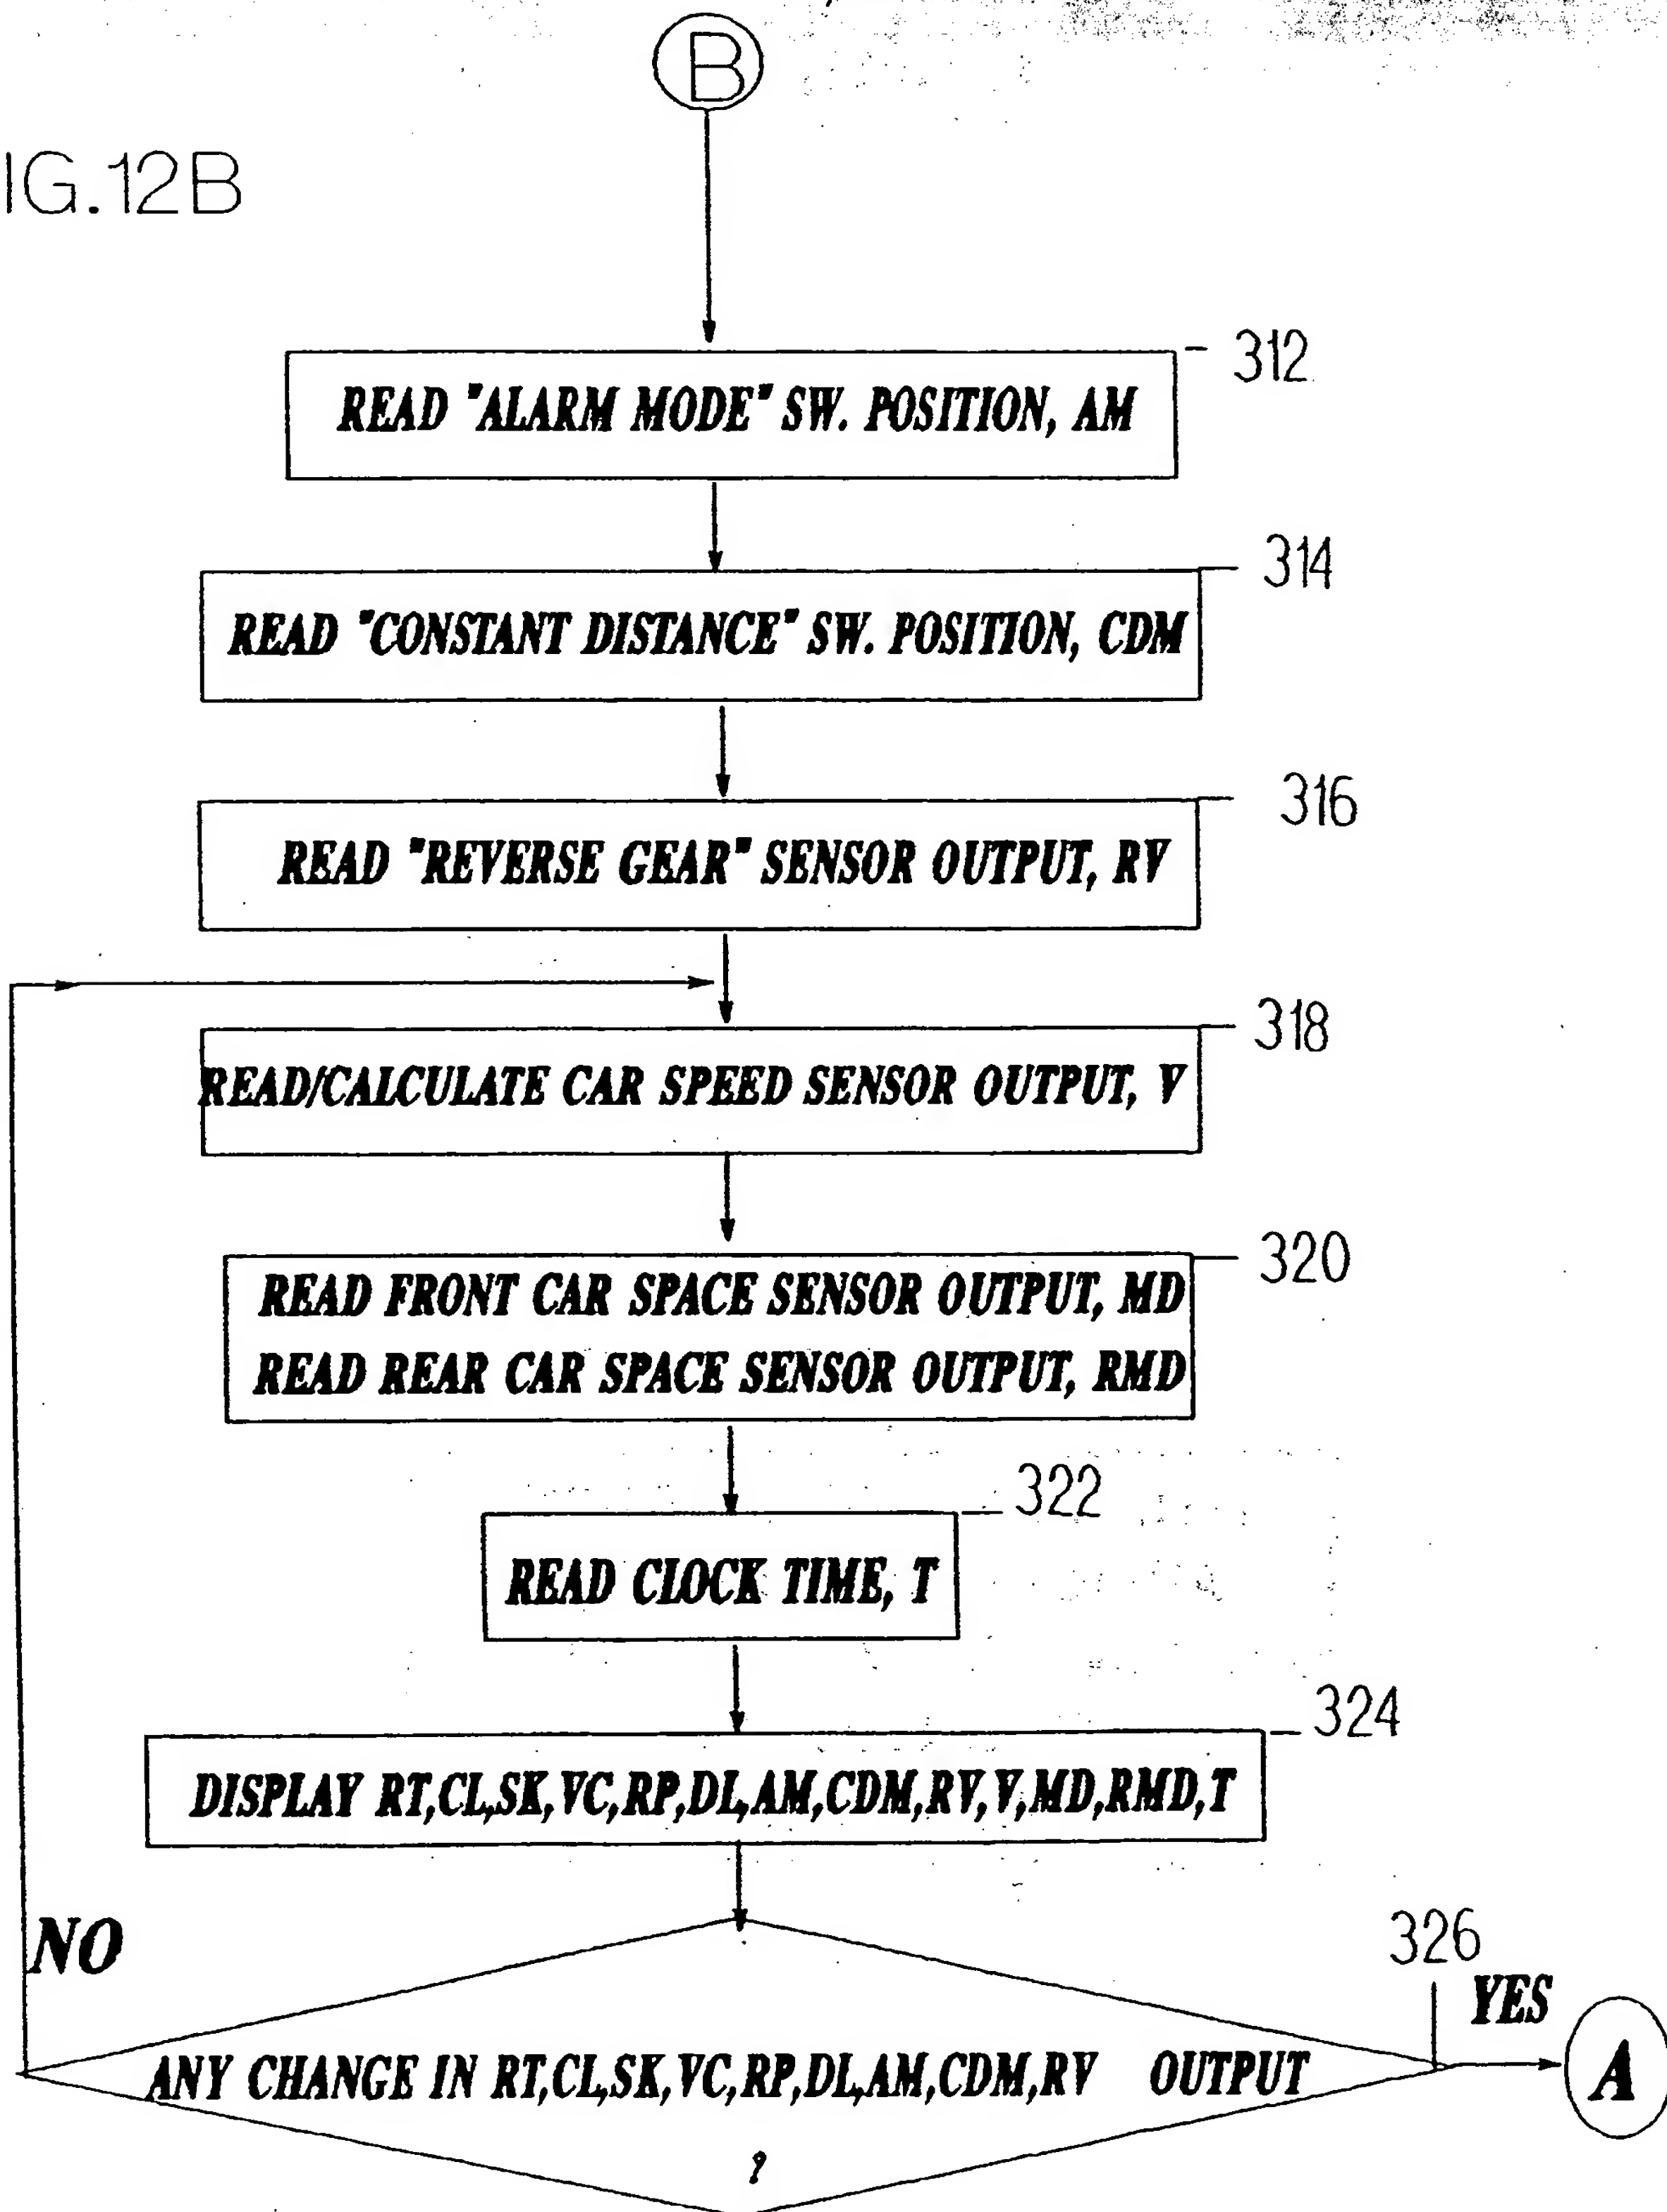 B
IG.12B
312
READ "ALARM MODE" SW. POSITION, AM
314
READ "CONSTANT DISTANCE" SW. POSITION, CDM
316
READ "REVERSE GEAR" SENSOR OUTPUT, RV
318
READ/CALCULATE CAR SPEED SENSOR OUTPUT, V
320
READ FRONT CAR SPACE SENSOR OUTPUT, MD
READ REAR CAR SPACE SENSOR OUTPUT, RMD
322
READ CLOCK TIME, T
324
DISPLAY RT,CL,SK,VC,RP,DL,AM,CDM,RV,V,MD,RMD,T
NO
326
YES
ANY CHANGE IN RT,CL,SK,VC,RP,DL,AM,CDM,RV OUTPUT
A
?